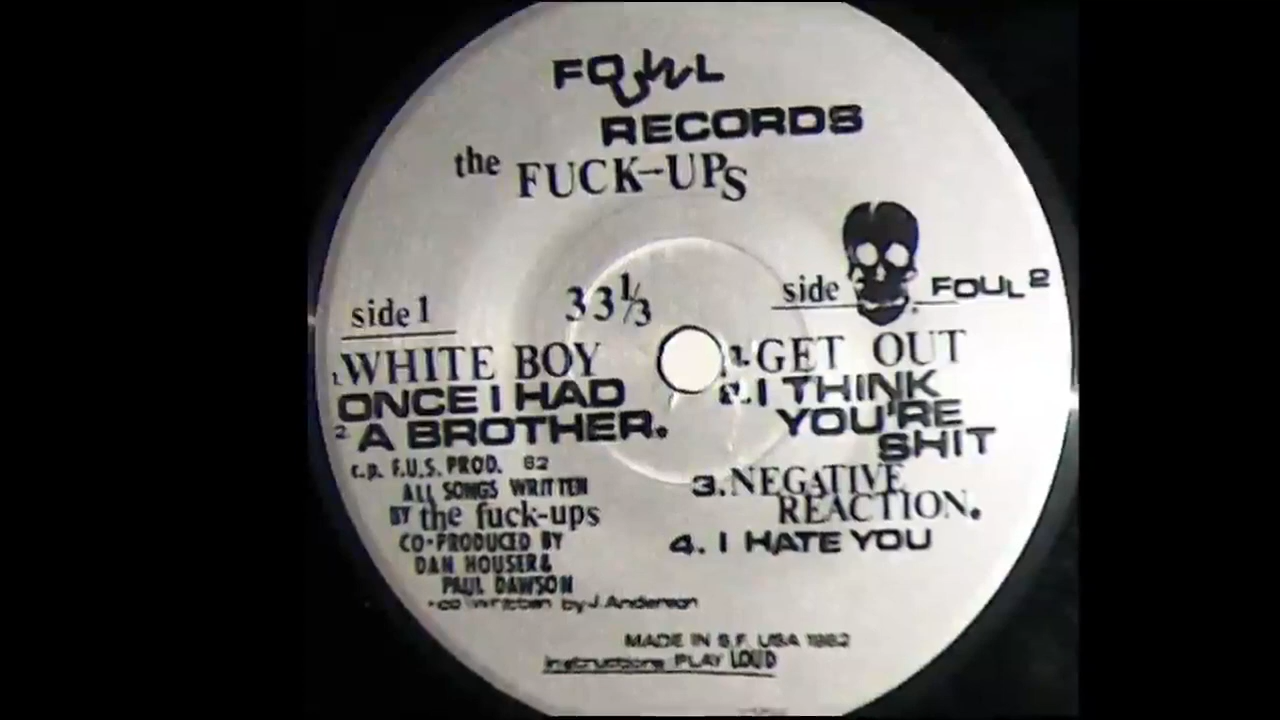 FOWL
RECORDS
the FUCK-UPS
side 1
33 1/3
1. WHITE BOY
ONCE I HAD
2. A BROTHER.
c.p. F.U.S. PROD. 82
ALL SONGS WRITTEN
BY the fuck-ups
CO-PRODUCED BY
DAN HOUSER &
PAUL DAWSON
•co written by J. Anderson
side
FOUL 2
1. GET OUT
2. I THINK
YOU'RE
SHIT
3. NEGATIVE
REACTION.
4. I HATE YOU
MADE IN S.F. USA 1982
instructions PLAY LOUD